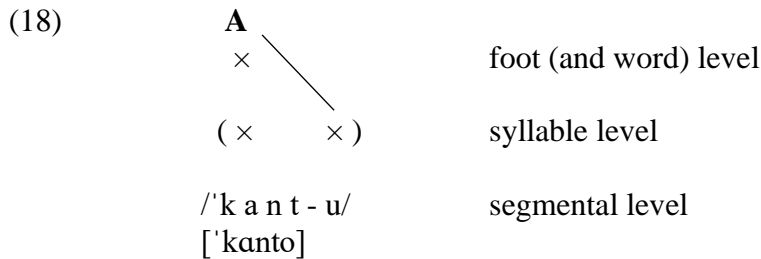 (18) A
× foot (and word) level
( × × ) syllable level
/ˈk a n t - u/ segmental level
[ˈkɑnto]